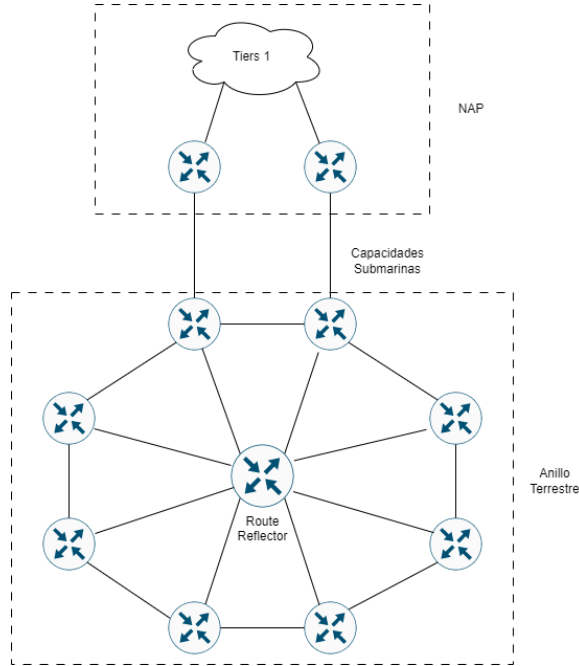 Tiers 1
NAP
Capacidades
Submarinas
Anillo
Terrestre
Route
Reflector